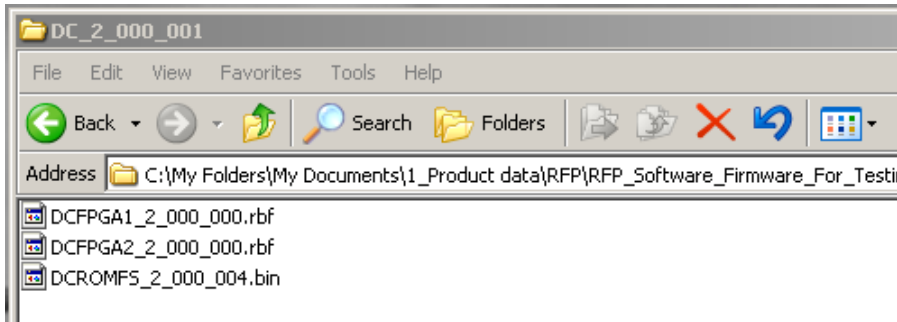 DC_2_000_001
File Edit View Favorites Tools Help
Back Search Folders
Address C:\My Folders\My Documents\1_Product data\RFP\RFP_Software_Firmware_For_Testi
DCFPGA1_2_000_000.rbf
DCFPGA2_2_000_000.rbf
DCROMFS_2_000_004.bin